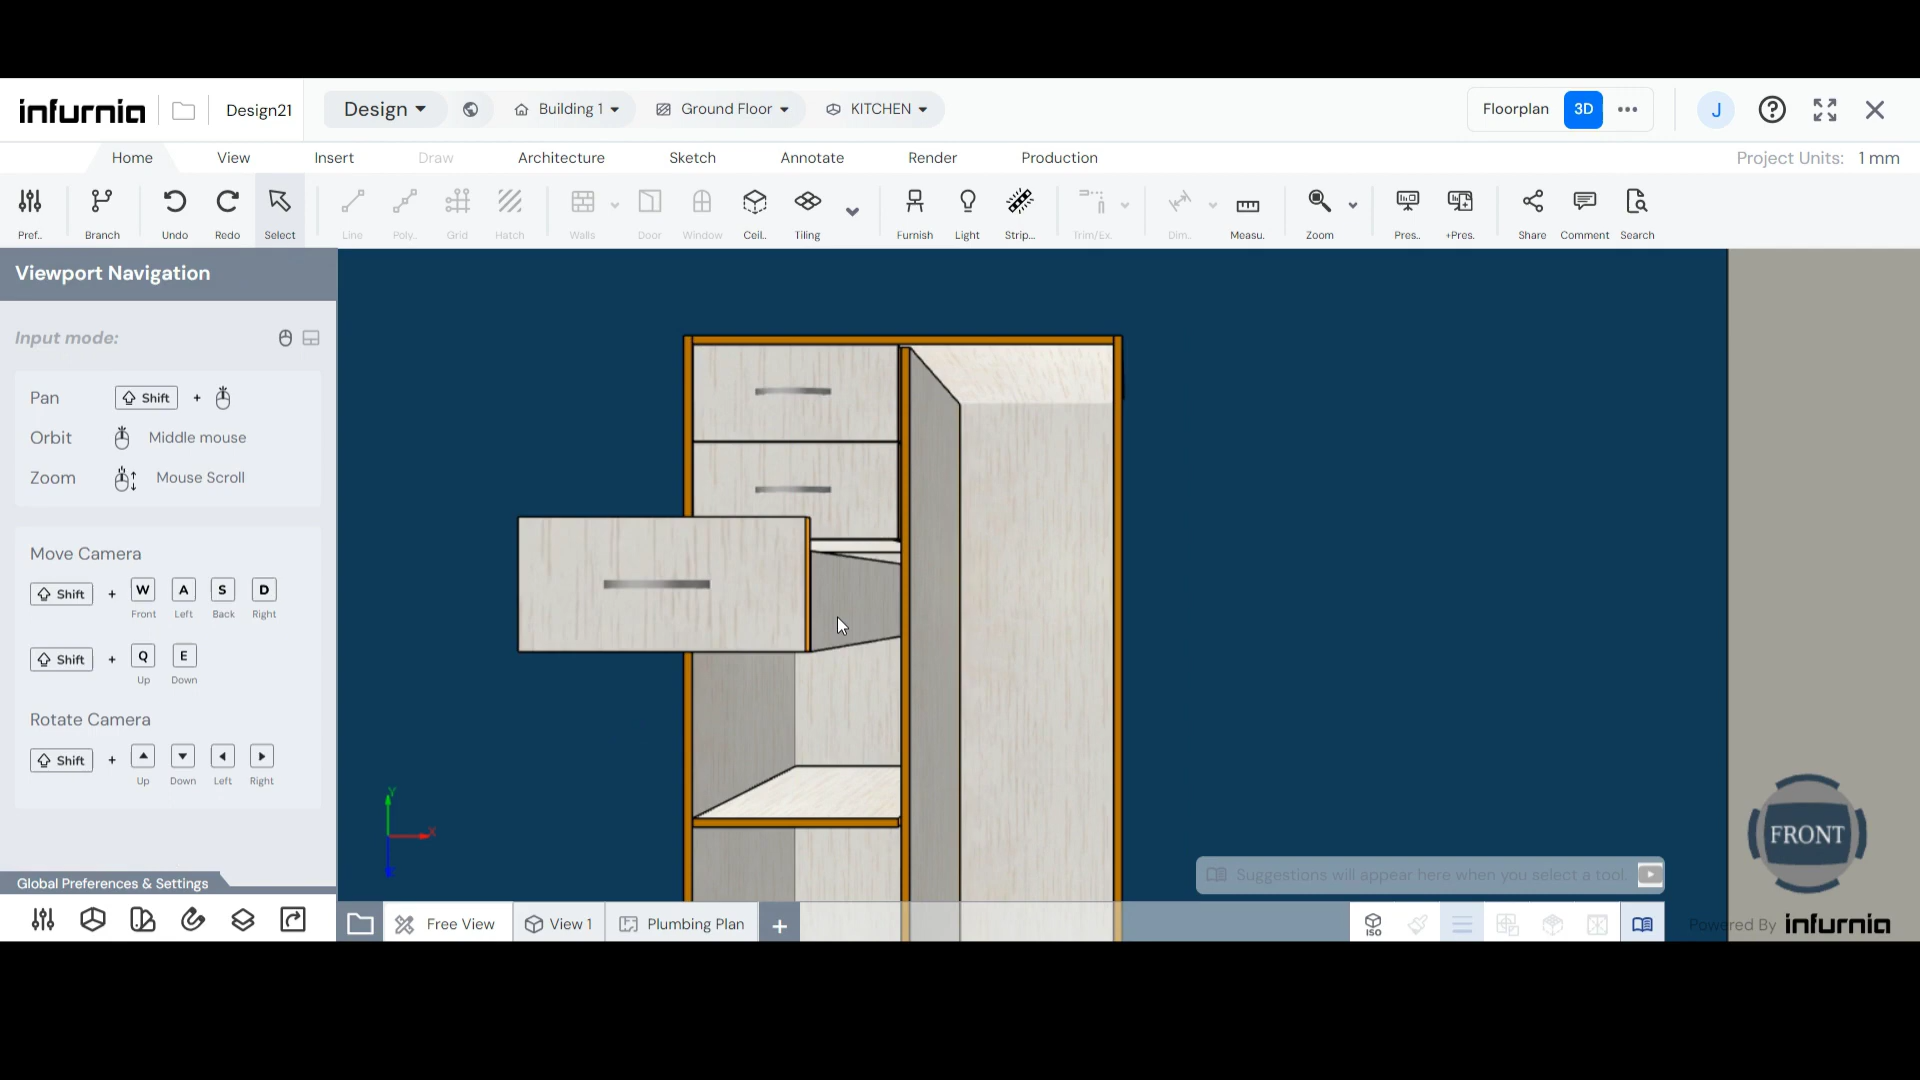 infurnia
Design21
Design
Building 1
Ground Floor
KITCHEN
Floorplan
3D
J
Home
View
Insert
Draw
Architecture
Sketch
Annotate
Render
Production
Project Units: 1 mm
Pref..
Branch
Undo
Redo
Select
Line
Poly..
Grid
Hatch
Walls
Door
Window
Ceil..
Tiling
Furnish
Light
Strip...
Trim/Ex.
Dim..
Measu.
Zoom
Pres..
+Pres.
Share
Comment
Search
Viewport Navigation
Input mode:
Pan Shift +
Orbit Middle mouse
Zoom Mouse Scroll
Move Camera
Shift + W A S D
Front Left Back Right
Shift + Q E
Up Down
Rotate Camera
Shift +
Up Down Left Right
Global Preferences & Settings
Y
X
FRONT
Suggestions will appear here when you select a tool.
Free View
View 1
Plumbing Plan
+
ISO
Powered By infurnia